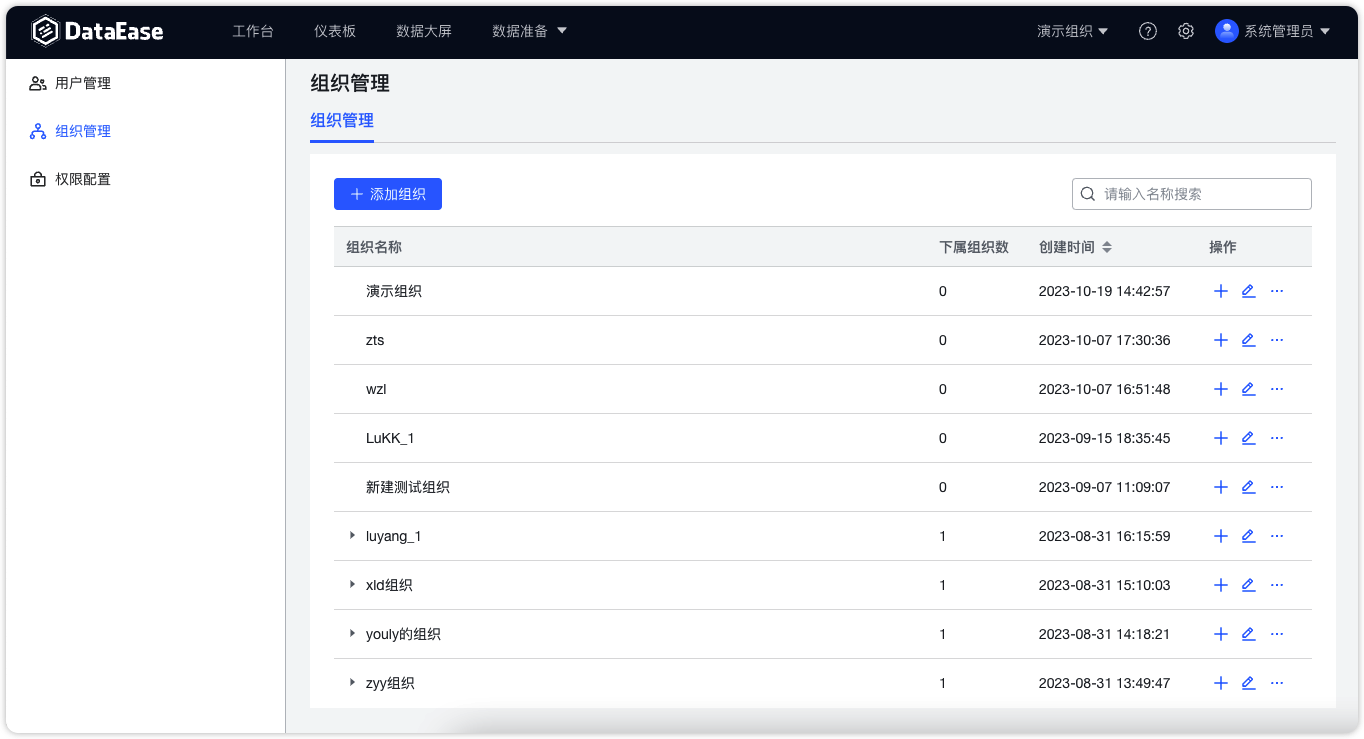 DataEase 工作台 仪表板 数据大屏 数据准备 演示组织 系统管理员
用户管理
组织管理
权限配置
组织管理
组织管理
添加组织 请输入名称搜索
组织名称 下属组织数 创建时间 操作
演示组织 0 2023-10-19 14:42:57
zts 0 2023-10-07 17:30:36
wzl 0 2023-10-07 16:51:48
LuKK_1 0 2023-09-15 18:35:45
新建测试组织 0 2023-09-07 11:09:07
luyang_1 1 2023-08-31 16:15:59
xld组织 1 2023-08-31 15:10:03
youly的组织 1 2023-08-31 14:18:21
zyy组织 1 2023-08-31 13:49:47